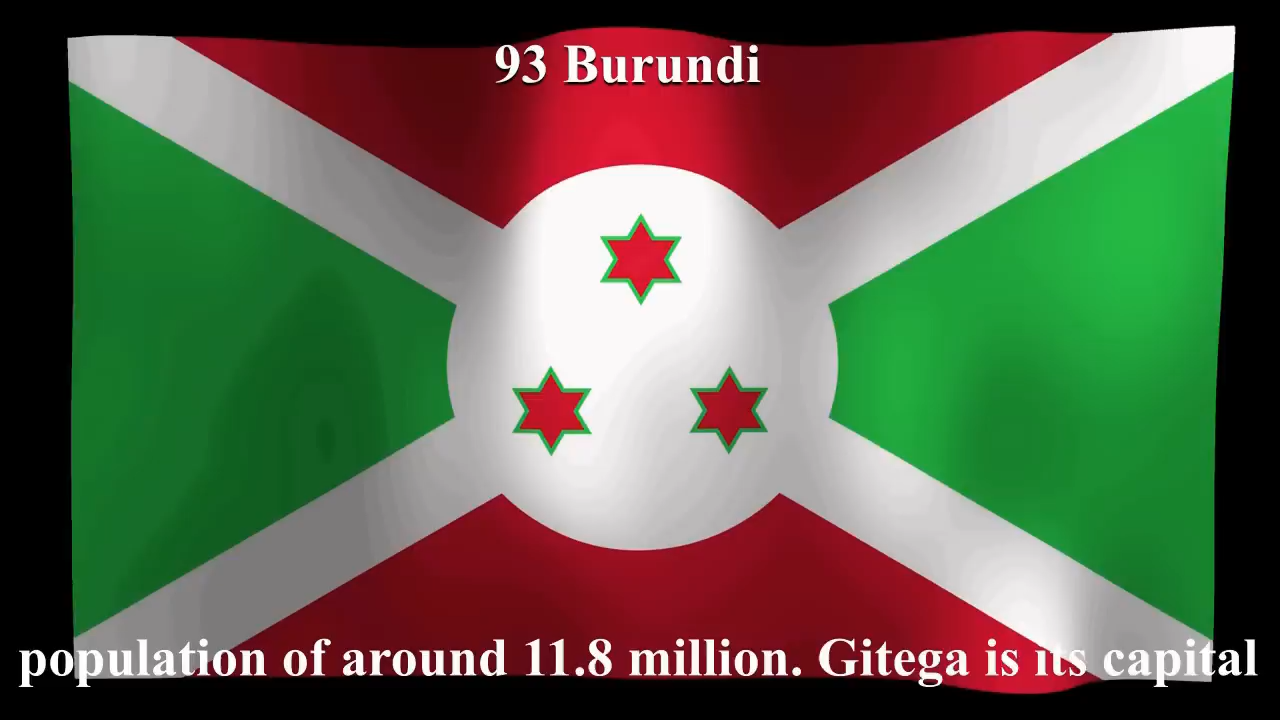 93 Burundi
population of around 11.8 million. Gitega is its capital